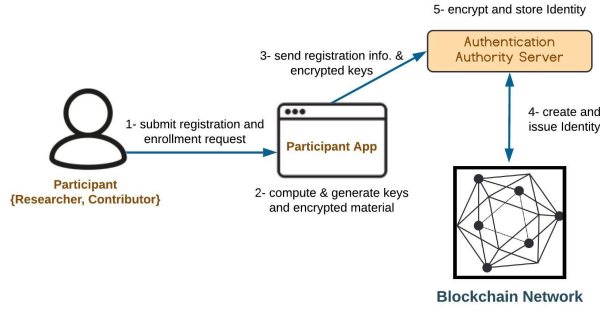 5- encrypt and store Identity
Authentication
Authority Server
3- send registration info. &
encrypted keys
4- create and
issue Identity
1- submit registration and
enrollment request
Participant App
Participant
{Researcher, Contributor}
2- compute & generate keys
and encrypted material
Blockchain Network